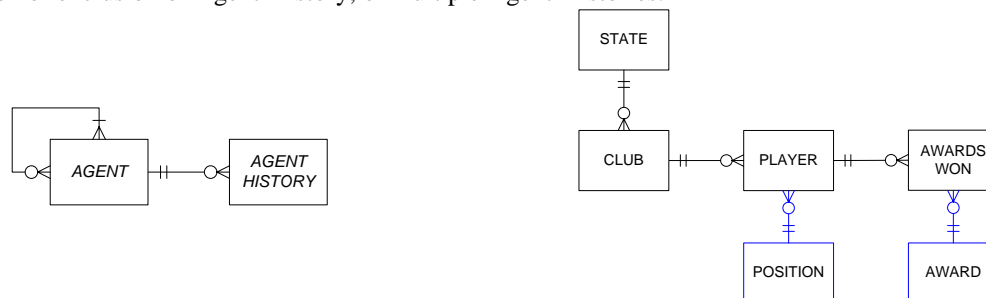 STATE
AGENT
AGENT
HISTORY
CLUB
PLAYER
AWARDS
WON
POSITION
AWARD